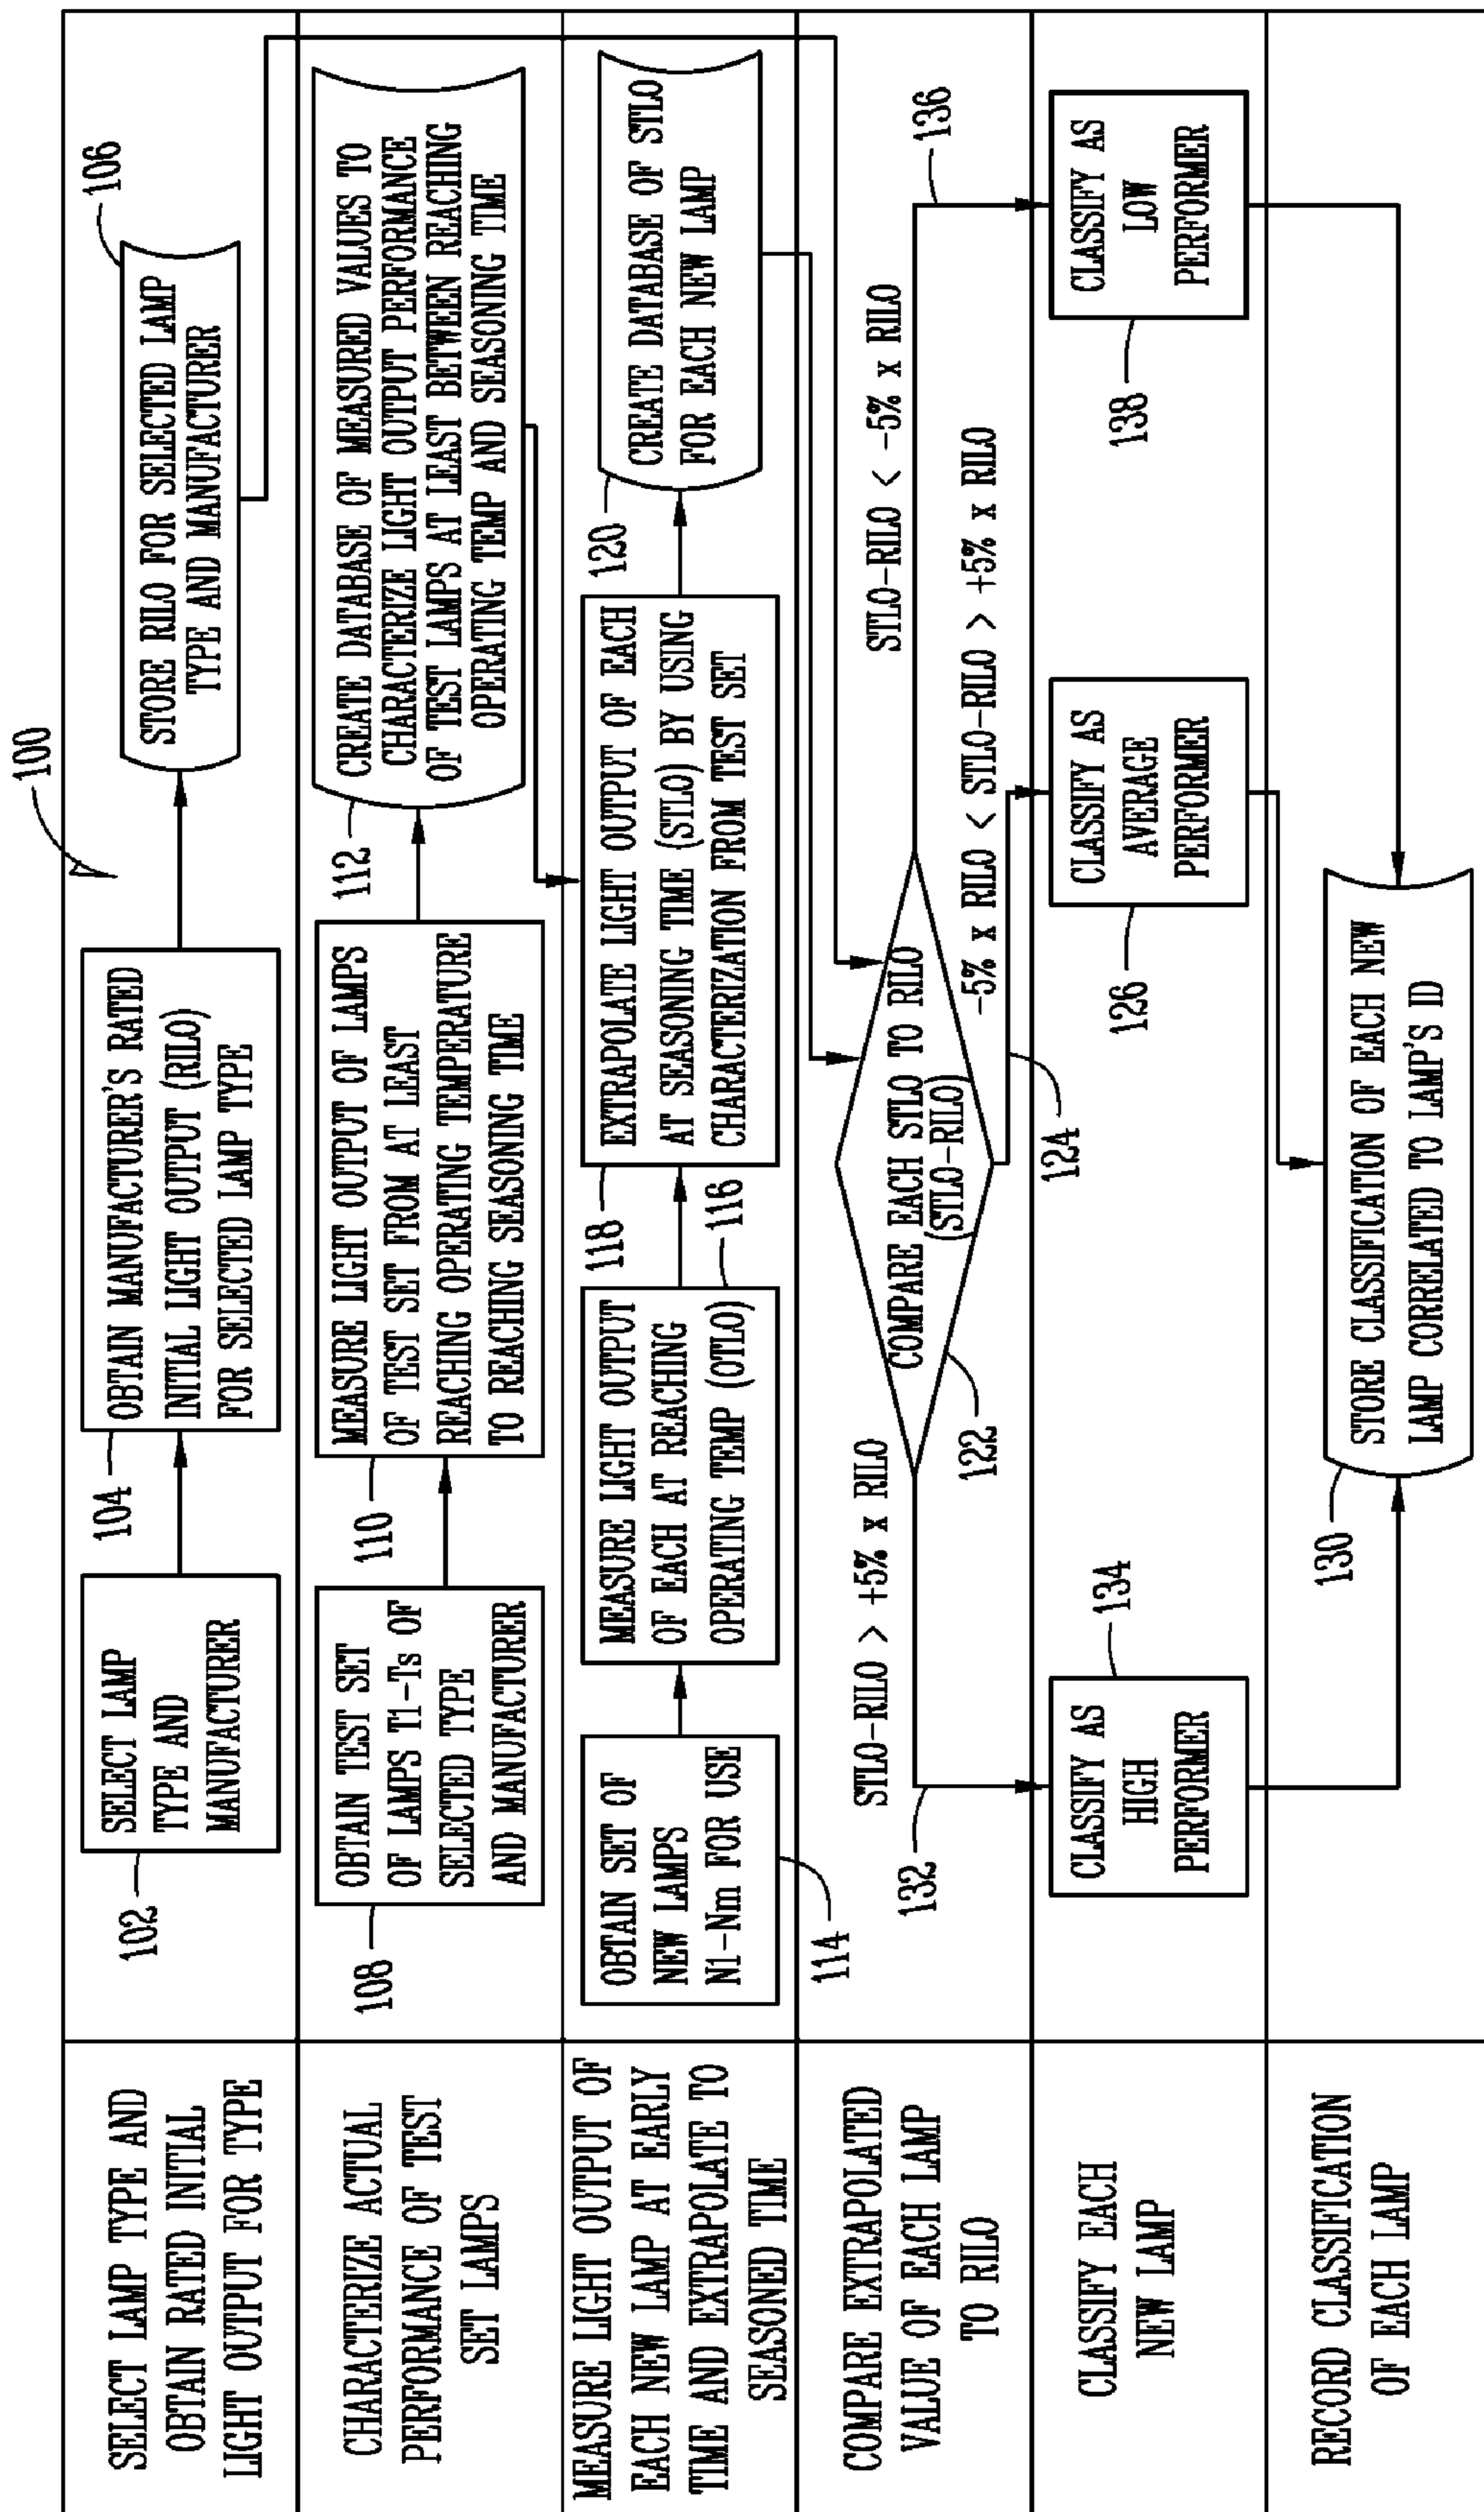 100
SELECT LAMP TYPE AND
OBTAIN RATED INITIAL
LIGHT OUTPUT FOR TYPE
102
SELECT LAMP
TYPE AND
MANUFACTURER
104
OBTAIN MANUFACTURER'S RATED
INITIAL LIGHT OUTPUT (RILO)
FOR SELECTED LAMP TYPE
106
STORE RILO FOR SELECTED LAMP
TYPE AND MANUFACTURER
CHARACTERIZE ACTUAL
PERFORMANCE OF TEST
SET LAMPS
108
OBTAIN TEST SET
OF LAMPS T1-Ts OF
SELECTED TYPE
AND MANUFACTURER
110
MEASURE LIGHT OUTPUT OF LAMPS
OF TEST SET FROM AT LEAST
REACHING OPERATING TEMPERATURE
TO REACHING SEASONING TIME
112
CREATE DATABASE OF MEASURED VALUES TO
CHARACTERIZE LIGHT OUTPUT PERFORMANCE
OF TEST LAMPS AT LEAST BETWEEN REACHING
OPERATING TEMP AND SEASONING TIME
MEASURE LIGHT OUTPUT OF
EACH NEW LAMP AT EARLY
TIME AND EXTRAPOLATE TO
SEASONED TIME
OBTAIN SET OF
NEW LAMPS
N1-Nm FOR USE
114
MEASURE LIGHT OUTPUT
OF EACH AT REACHING
OPERATING TEMP (OTLO)
116
118
EXTRAPOLATE LIGHT OUTPUT OF EACH
AT SEASONING TIME (STLO) BY USING
CHARACTERIZATION FROM TEST SET
120
CREATE DATABASE OF STLO
FOR EACH NEW LAMP
COMPARE EXTRAPOLATED
VALUE OF EACH LAMP
TO RILO
STLO-RILO > +5% x RILO
132
COMPARE EACH STLO TO RILO
(STLO-RILO)
122
STLO-RILO < -5% x RILO
136
-5% x RILO < STLO-RILO > +5% x RILO
124
CLASSIFY EACH
NEW LAMP
CLASSIFY AS
HIGH
PERFORMER
134
126
CLASSIFY AS
AVERAGE
PERFORMER
138
CLASSIFY AS
LOW
PERFORMER
RECORD CLASSIFICATION
OF EACH LAMP
130
STORE CLASSIFICATION OF EACH NEW
LAMP CORRELATED TO LAMP'S ID